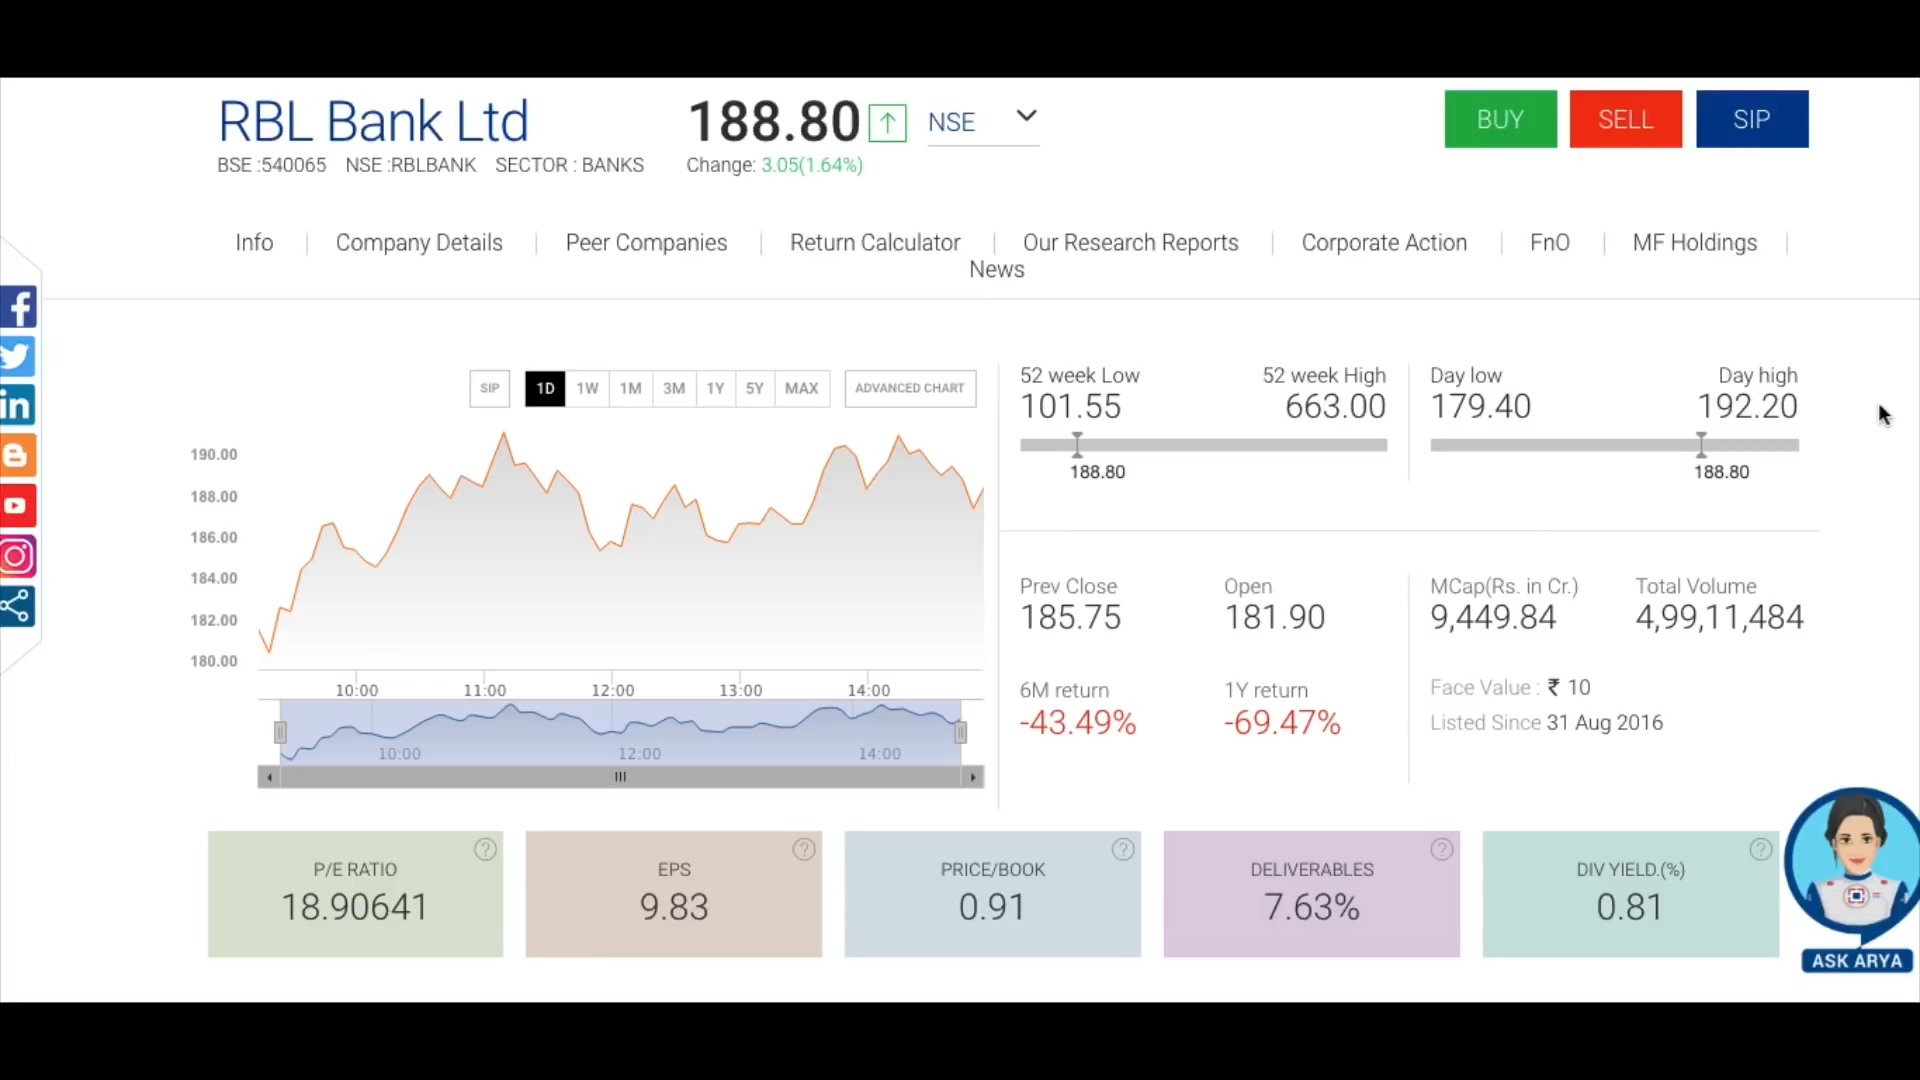 RBL Bank Ltd
188.80
NSE
BUY
SELL
SIP
BSE :540065 NSE :RBLBANK SECTOR : BANKS
Change: 3.05(1.64%)
Info
Company Details
Peer Companies
Return Calculator
Our Research Reports
Corporate Action
FnO
MF Holdings
News
SIP
1D
1W
1M
3M
1Y
5Y
MAX
ADVANCED CHART
190.00
188.00
186.00
184.00
182.00
180.00
10:00
11:00
12:00
13:00
14:00
10:00
12:00
14:00
52 week Low
52 week High
101.55
663.00
188.80
Day low
Day high
179.40
192.20
188.80
Prev Close
Open
185.75
181.90
6M return
1Y return
-43.49%
-69.47%
MCap(Rs. in Cr.)
Total Volume
9,449.84
4,99,11,484
Face Value : ₹ 10
Listed Since 31 Aug 2016
P/E RATIO
18.90641
?
EPS
9.83
?
PRICE/BOOK
0.91
?
DELIVERABLES
7.63%
?
DIV YIELD.(%)
0.81
?
ASK ARYA